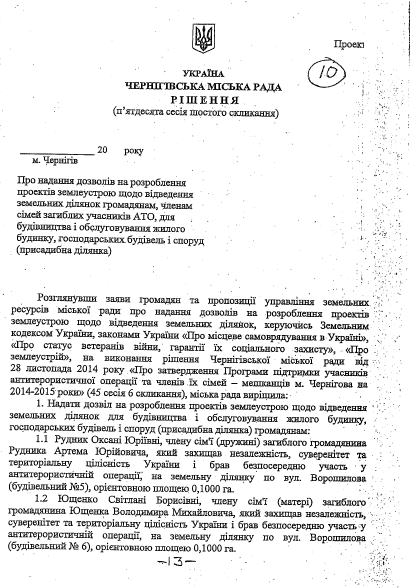 Проект
10
УКРАЇНА
ЧЕРНІГІВСЬКА МІСЬКА РАДА
Р І Ш Е Н Н Я
(п’ятдесята сесія шостого скликання)
____________ 20     року
м. Чернігів
Про надання дозволів на розроблення
проектів землеустрою щодо відведення
земельних ділянок громадянам, членам
сімей загиблих учасників АТО, для
будівництва і обслуговування жилого
будинку, господарських будівель і споруд
(присадибна ділянка)
Розглянувши заяви громадян та пропозиції управління земельних
ресурсів міської ради про надання дозволів на розроблення проектів
землеустрою щодо відведення земельних ділянок, керуючись Земельним
кодексом України, законами України «Про місцеве самоврядування в Україні»,
«Про статус ветеранів війни, гарантії їх соціального захисту», «Про
землеустрій», на виконання рішення Чернігівської міської ради від
28 листопада 2014 року «Про затвердження Програми підтримки учасників
антитерористичної операції та членів їх сімей – мешканців м. Чернігова на
2014-2015 роки» (45 сесія 6 скликання), міська рада вирішила:
1. Надати дозвіл на розроблення проектів землеустрою щодо відведення
земельних ділянок для будівництва і обслуговування жилого будинку,
господарських будівель і споруд (присадибна ділянка) громадянам:
1.1 Рудник Оксані Юріївні, члену сім'ї (дружині) загиблого громадянина
Рудника Артема Юрійовича, який захищав незалежність, суверенітет та
територіальну цілісність України і брав безпосередню участь у
антитерористичній операції, на земельну ділянку по вул. Ворошилова
(будівельний №5), орієнтовною площею 0,1000 га.
1.2 Ющенко Світлані Борисівні, члену сім'ї (матері) загиблого
громадянина Ющенка Володимира Михайловича, який захищав незалежність,
суверенітет та територіальну цілісність України і брав безпосередню участь у
антитерористичній операції, на земельну ділянку по вул. Ворошилова
(будівельний № 6), орієнтовною площею 0,1000 га.
–13–